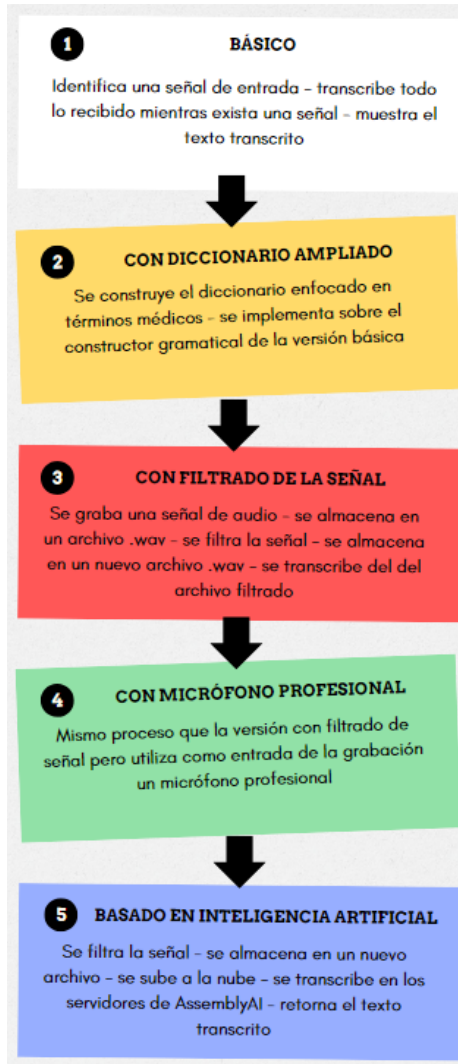 1
BÁSICO
Identifica una señal de entrada - transcribe todo
lo recibido mientras exista una señal - muestra el
texto transcrito
2
CON DICCIONARIO AMPLIADO
Se construye el diccionario enfocado en
términos médicos - se implementa sobre el
constructor gramatical de la versión básica
3
CON FILTRADO DE LA SEÑAL
Se graba una señal de audio - se almacena en
un archivo .wav - se filtra la señal - se almacena
en un nuevo archivo .wav - se transcribe del del
archivo filtrado
4
CON MICRÓFONO PROFESIONAL
Mismo proceso que la versión con filtrado de
señal pero utiliza como entrada de la grabación
un micrófono profesional
5
BASADO EN INTELIGENCIA ARTIFICIAL
Se filtra la señal - se almacena en un nuevo
archivo - se sube a la nube - se transcribe en los
servidores de AssemblyAI - retorna el texto
transcrito